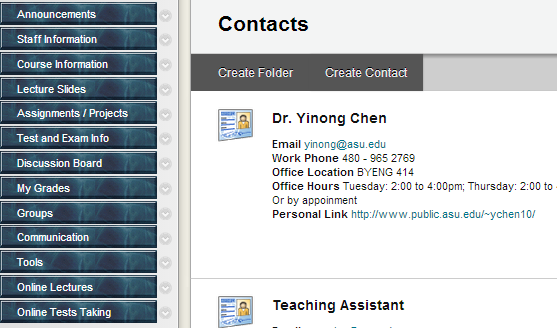 Announcements
Staff Information
Course Information
Lecture Slides
Assignments / Projects
Test and Exam Info
Discussion Board
My Grades
Groups
Communication
Tools
Online Lectures
Online Tests Taking
Contacts
Create Folder Create Contact
Dr. Yinong Chen
Email yinong@asu.edu
Work Phone 480 - 965 2769
Office Location BYENG 414
Office Hours Tuesday: 2:00 to 4:00pm; Thursday: 2:00 to
Or by appoinment
Personal Link http://www.public.asu.edu/~ychen10/
Teaching Assistant